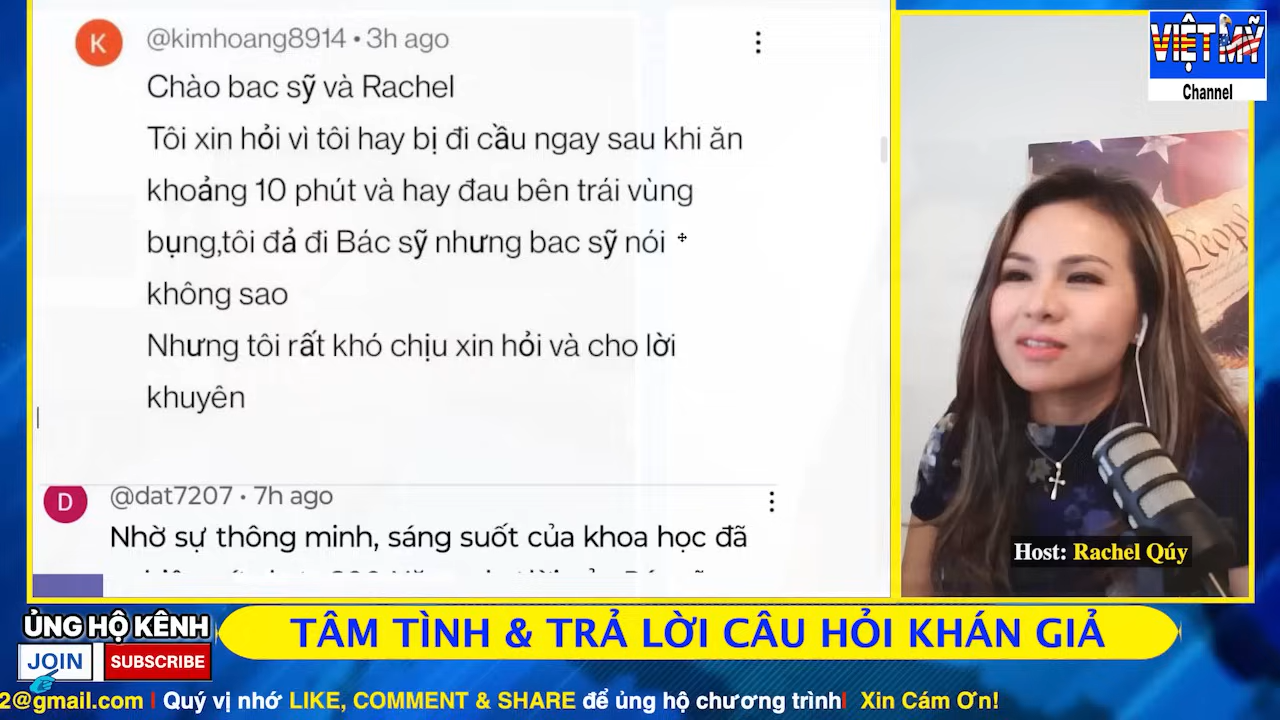 @kimhoang8914 • 3h ago
Chào bac sỹ và Rachel
Tôi xin hỏi vì tôi hay bị đi cầu ngay sau khi ăn
khoảng 10 phút và hay đau bên trái vùng
bụng,tôi đả đi Bác sỹ nhưng bac sỹ nói
không sao
Nhưng tôi rất khó chịu xin hỏi và cho lời
khuyên
@dat7207 • 7h ago
Nhờ sự thông minh, sáng suốt của khoa học đã
K
D
VIỆT MỸ
Channel
People
Host: Rachel Qúy
ỦNG HỘ KÊNH
JOIN
SUBSCRIBE
TÂM TÌNH & TRẢ LỜI CÂU HỎI KHÁN GIẢ
2@gmail.com I Quý vị nhớ LIKE, COMMENT & SHARE để ủng hộ chương trình I Xin Cám Ơn!